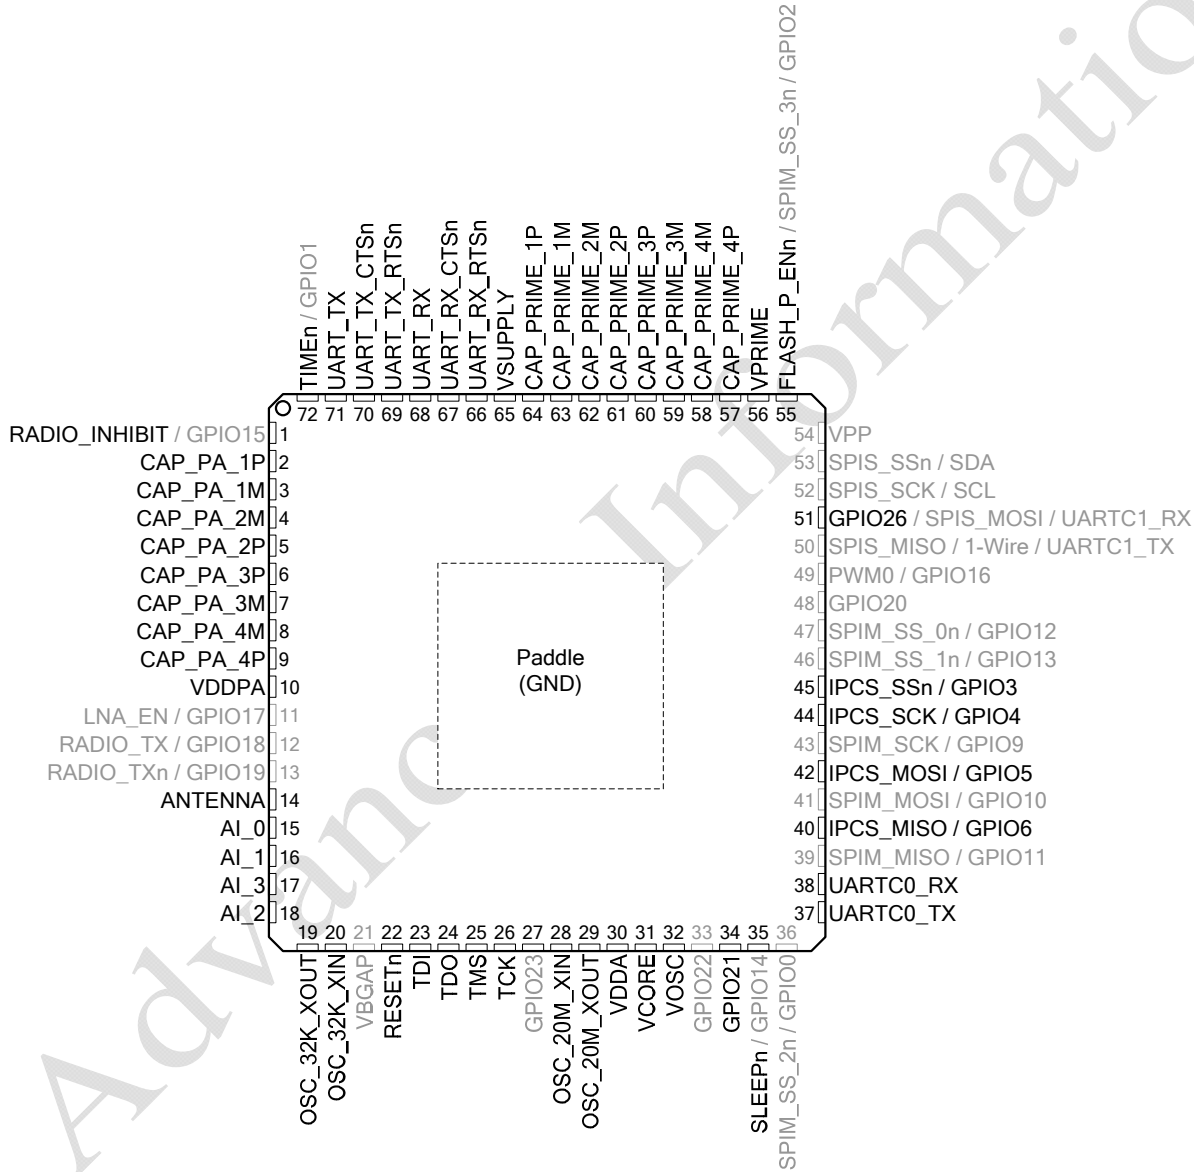 Advance Information
TIMEn / GPIO1
UART_TX
UART_TX_CTSn
UART_TX_RTSn
UART_RX
UART_RX_CTSn
UART_RX_RTSn
VSUPPLY
CAP_PRIME_1P
CAP_PRIME_1M
CAP_PRIME_2M
CAP_PRIME_2P
CAP_PRIME_3P
CAP_PRIME_3M
CAP_PRIME_4M
CAP_PRIME_4P
VPRIME
FLASH_P_ENn / SPIM_SS_3n / GPIO2
72 71 70 69 68 67 66 65 64 63 62 61 60 59 58 57 56 55
RADIO_INHIBIT / GPIO15 1
CAP_PA_1P 2
CAP_PA_1M 3
CAP_PA_2M 4
CAP_PA_2P 5
CAP_PA_3P 6
CAP_PA_3M 7
CAP_PA_4M 8
CAP_PA_4P 9
VDDPA 10
LNA_EN / GPIO17 11
RADIO_TX / GPIO18 12
RADIO_TXn / GPIO19 13
ANTENNA 14
AI_0 15
AI_1 16
AI_3 17
AI_2 18
Paddle
(GND)
54 VPP
53 SPIS_SSn / SDA
52 SPIS_SCK / SCL
51 GPIO26 / SPIS_MOSI / UARTC1_RX
50 SPIS_MISO / 1-Wire / UARTC1_TX
49 PWM0 / GPIO16
48 GPIO20
47 SPIM_SS_0n / GPIO12
46 SPIM_SS_1n / GPIO13
45 IPCS_SSn / GPIO3
44 IPCS_SCK / GPIO4
43 SPIM_SCK / GPIO9
42 IPCS_MOSI / GPIO5
41 SPIM_MOSI / GPIO10
40 IPCS_MISO / GPIO6
39 SPIM_MISO / GPIO11
38 UARTC0_RX
37 UARTC0_TX
19 20 21 22 23 24 25 26 27 28 29 30 31 32 33 34 35 36
OSC_32K_XOUT
OSC_32K_XIN
VBGAP
RESETn
TDI
TDO
TMS
TCK
GPIO23
OSC_20M_XIN
OSC_20M_XOUT
VDDA
VCORE
VOSC
GPIO22
GPIO21
SLEEPn / GPIO14
SPIM_SS_2n / GPIO0